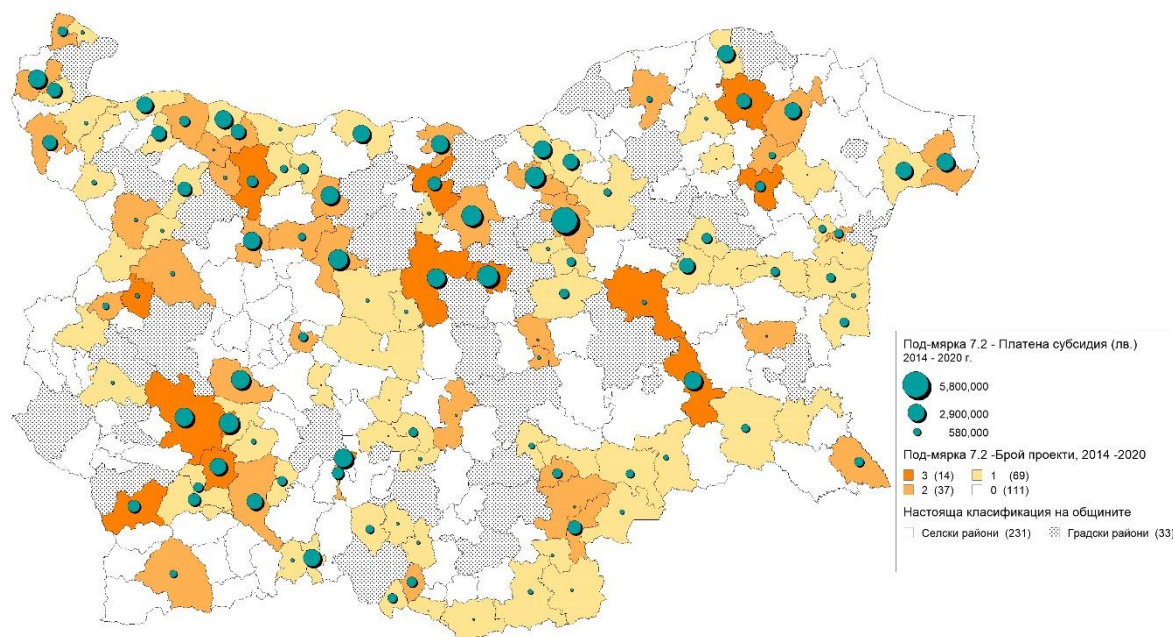 Под-мярка 7.2 - Платена субсидия (лв.)
2014 - 2020 г.
5,800,000
2,900,000
580,000
Под-мярка 7.2 -Брой проекти, 2014 -2020
3 (14) 1 (69)
2 (37) 0 (111)
Настояща класификация на общините
Селски райони (231) Градски райони (33)